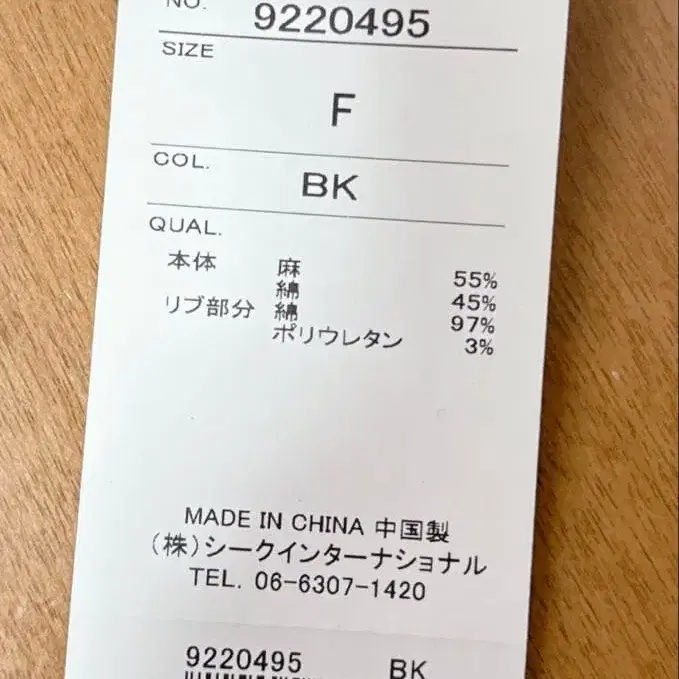 NO. 9220495
SIZE
F
COL.
BK
QUAL.
本体 麻 55%
綿 45%
リブ部分 綿 97%
ポリウレタン 3%
MADE IN CHINA 中国製
(株)シークインターナショナル
TEL. 06-6307-1420
9220495 BK